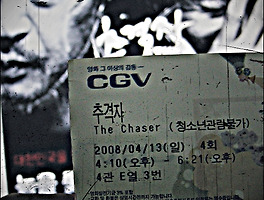 추격자
영화 그 이상의 감동
CGV
추격자
The Chaser (청소년관람불가)
2008/04/13(일) 4회
4:10(오후) - 6:21(오후)
4관 E열 3번